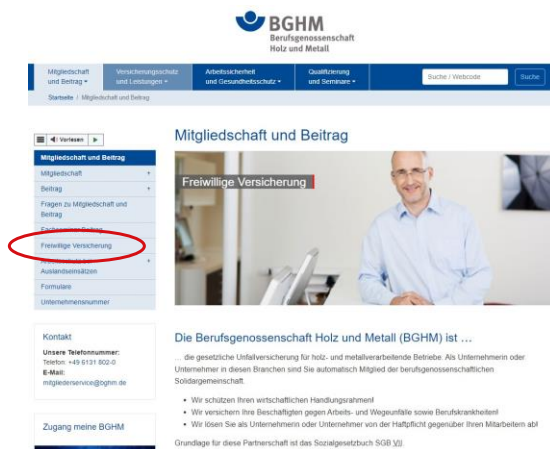 BGHM
Berufsgenossenschaft
Holz und Metall
Mitgliedschaft
und Beitrag
Versicherungsschutz
und Leistungen
Arbeitssicherheit
und Gesundheitsschutz
Qualifizierung
und Seminare
Suche / Webcode
Suche
Startseite / Mitgliedschaft und Beitrag
Vorlesen
Mitgliedschaft und Beitrag
Mitgliedschaft und Beitrag
Mitgliedschaft +
Beitrag +
Fragen zu Mitgliedschaft und
Beitrag
Freiwillige Versicherung
Auslandseinsätzen
Formulare
Unternehmensnummer
Freiwillige Versicherung
Kontakt
Unsere Telefonnummer:
Telefon: +49 6131 802-0
E-Mail:
mitgliederservice@bghm.de
Zugang meine BGHM
Die Berufsgenossenschaft Holz und Metall (BGHM) ist …
… die gesetzliche Unfallversicherung für holz- und metallverarbeitende Betriebe. Als Unternehmerin oder
Unternehmer in diesen Branchen sind Sie automatisch Mitglied der berufsgenossenschaftlichen
Solidargemeinschaft.
• Wir schützen Ihren wirtschaftlichen Handlungsrahmen!
• Wir versichern Ihre Beschäftigten gegen Arbeits- und Wegeunfälle sowie Berufskrankheiten!
• Wir lösen Sie als Unternehmerin oder Unternehmer von der Haftpflicht gegenüber Ihren Mitarbeitern ab!
Grundlage für diese Partnerschaft ist das Sozialgesetzbuch SGB VII.